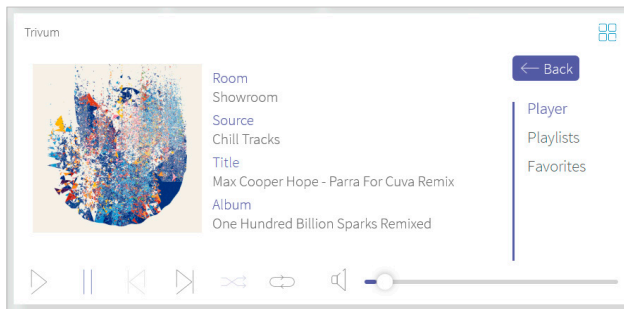 Trivum
Room
Showroom
Source
Chill Tracks
Title
Max Cooper Hope - Parra For Cuva Remix
Album
One Hundred Billion Sparks Remixed
Back
Player
Playlists
Favorites